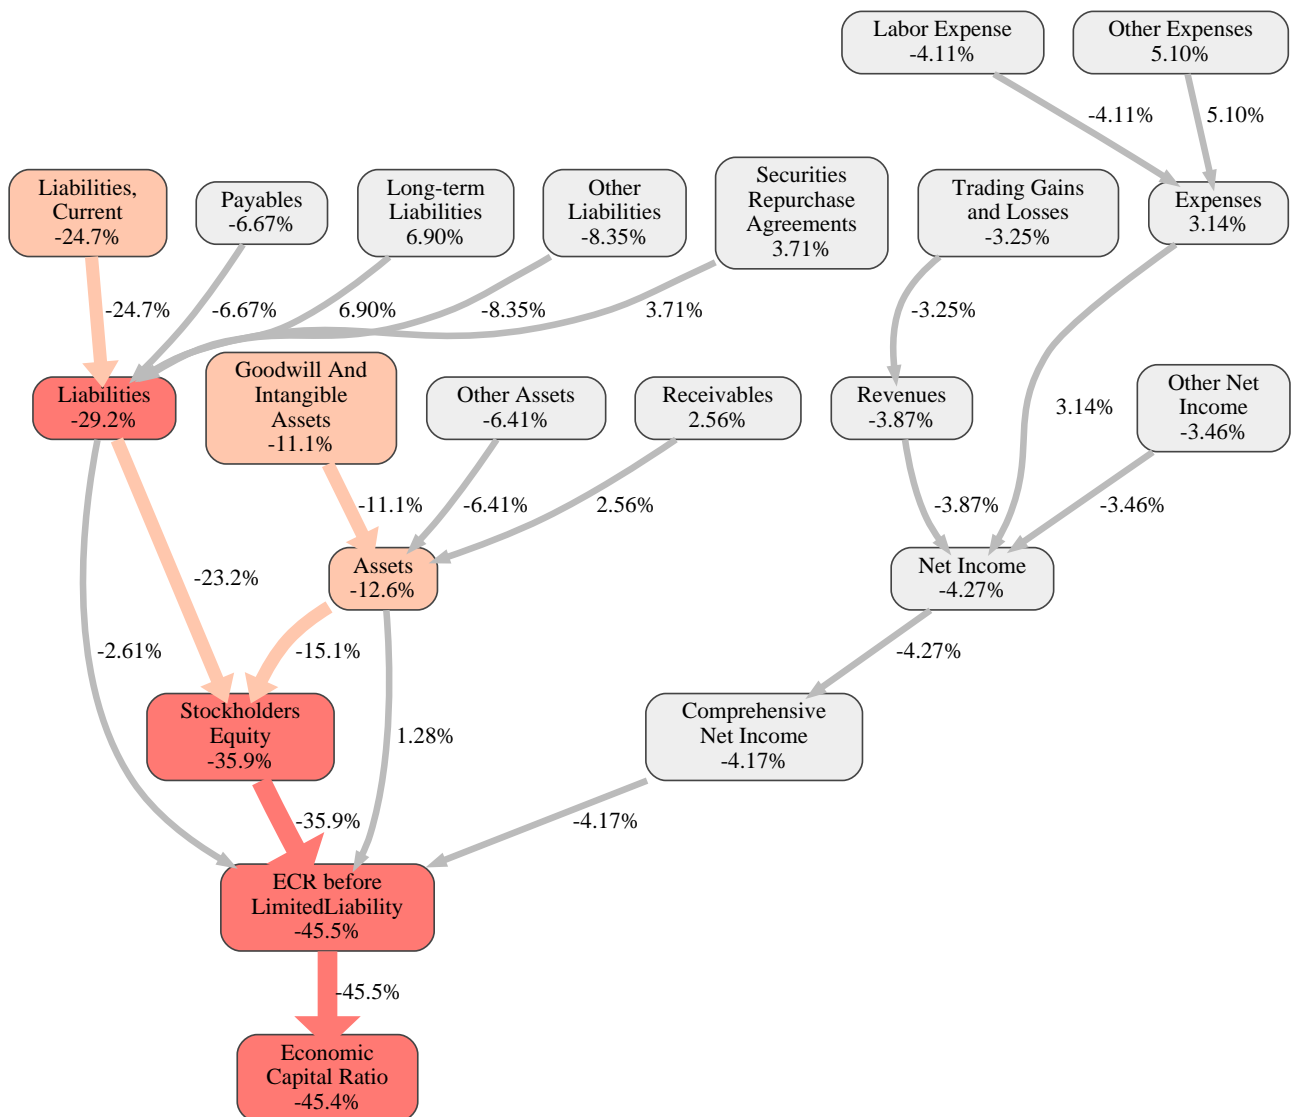 Labor Expense
-4.11%
Other Expenses
5.10%
-4.11%
5.10%
Liabilities,
Current
-24.7%
Payables
-6.67%
Long-term
Liabilities
6.90%
Other
Liabilities
-8.35%
Securities
Repurchase
Agreements
3.71%
Trading Gains
and Losses
-3.25%
Expenses
3.14%
-24.7%
-6.67%
6.90%
-8.35%
3.71%
-3.25%
3.14%
Liabilities
-29.2%
Goodwill And
Intangible
Assets
-11.1%
Other Assets
-6.41%
Receivables
2.56%
Revenues
-3.87%
Other Net
Income
-3.46%
-11.1%
-6.41%
2.56%
-3.87%
-3.46%
-23.2%
Assets
-12.6%
Net Income
-4.27%
-2.61%
-15.1%
-4.27%
Stockholders
Equity
-35.9%
1.28%
Comprehensive
Net Income
-4.17%
-35.9%
-4.17%
ECR before
LimitedLiability
-45.5%
-45.5%
Economic
Capital Ratio
-45.4%